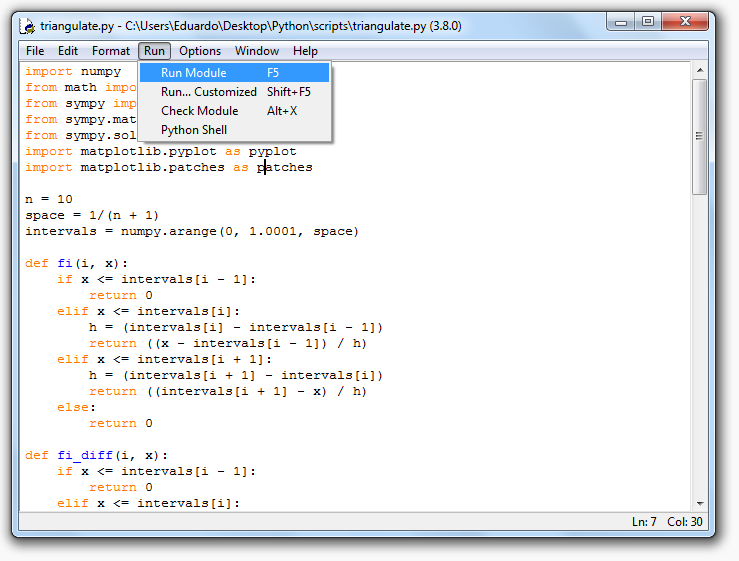 triangulate.py - C:\Users\Eduardo\Desktop\Python\scripts\triangulate.py (3.8.0)
File Edit Format Run Options Window Help
Run Module F5
Run... Customized Shift+F5
Check Module Alt+X
Python Shell
import numpy
from math import
from sympy imp
from sympy.mat
from sympy.sol
import matplotlib.pyplot as pyplot
import matplotlib.patches as patches
n = 10
space = 1/(n + 1)
intervals = numpy.arange(0, 1.0001, space)
def fi(i, x):
    if x <= intervals[i - 1]:
        return 0
    elif x <= intervals[i]:
        h = (intervals[i] - intervals[i - 1])
        return ((x - intervals[i - 1]) / h)
    elif x <= intervals[i + 1]:
        h = (intervals[i + 1] - intervals[i])
        return ((intervals[i + 1] - x) / h)
    else:
        return 0
def fi_diff(i, x):
    if x <= intervals[i - 1]:
        return 0
    elif x <= intervals[i]:
Ln: 7 Col: 30